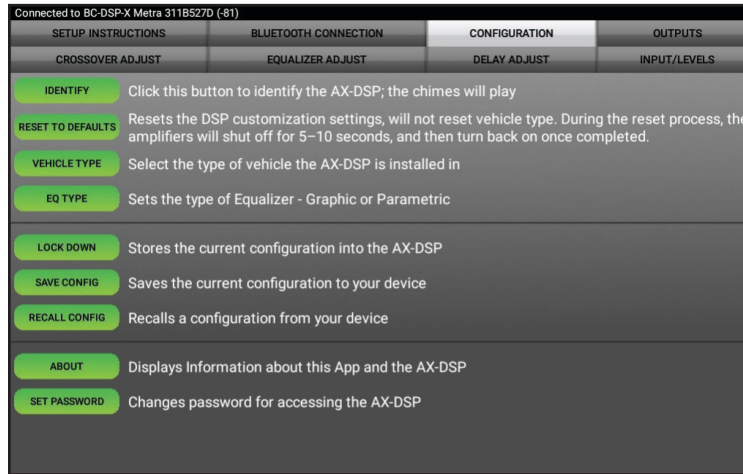 Connected to BC-DSP-X Metra 311B527D (-81)
SETUP INSTRUCTIONS BLUETOOTH CONNECTION CONFIGURATION OUTPUTS
CROSSOVER ADJUST EQUALIZER ADJUST DELAY ADJUST INPUT/LEVELS
IDENTIFY Click this button to identify the AX-DSP; the chimes will play
RESET TO DEFAULTS Resets the DSP customization settings, will not reset vehicle type. During the reset process, the
amplifiers will shut off for 5–10 seconds, and then turn back on once completed.
VEHICLE TYPE Select the type of vehicle the AX-DSP is installed in
EQ TYPE Sets the type of Equalizer - Graphic or Parametric
LOCK DOWN Stores the current configuration into the AX-DSP
SAVE CONFIG Saves the current configuration to your device
RECALL CONFIG Recalls a configuration from your device
ABOUT Displays Information about this App and the AX-DSP
SET PASSWORD Changes password for accessing the AX-DSP